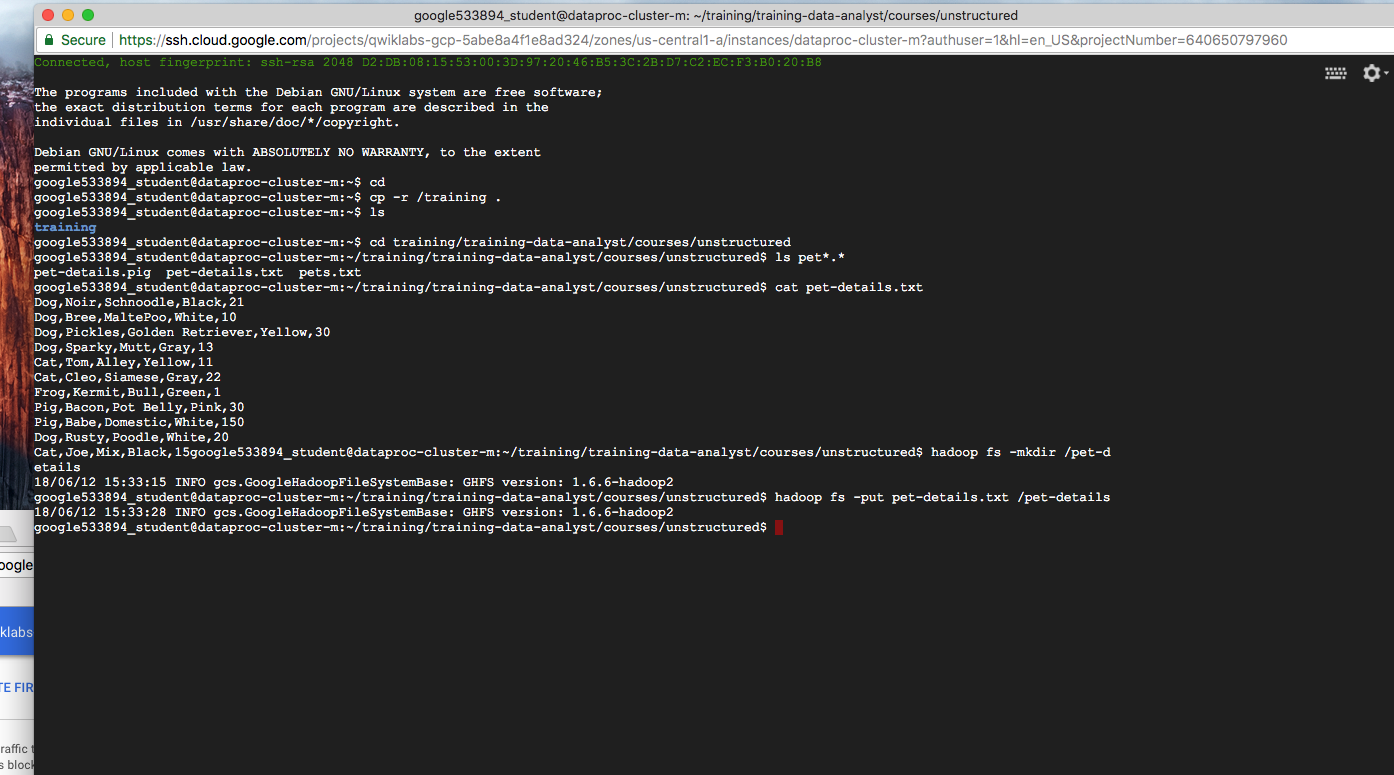 google533894_student@dataproc-cluster-m: ~/training/training-data-analyst/courses/unstructured
Secure https://ssh.cloud.google.com/projects/qwiklabs-gcp-5abe8a4f1e8ad324/zones/us-central1-a/instances/dataproc-cluster-m?authuser=1&hl=en_US&projectNumber=640650797960
Connected, host fingerprint: ssh-rsa 2048 D2:DB:08:15:53:00:3D:97:20:46:B5:3C:2B:D7:C2:EC:F3:B0:20:B8
The programs included with the Debian GNU/Linux system are free software;
the exact distribution terms for each program are described in the
individual files in /usr/share/doc/*/copyright.
Debian GNU/Linux comes with ABSOLUTELY NO WARRANTY, to the extent
permitted by applicable law.
google533894_student@dataproc-cluster-m:~$ cd
google533894_student@dataproc-cluster-m:~$ cp -r /training .
google533894_student@dataproc-cluster-m:~$ ls
training
google533894_student@dataproc-cluster-m:~$ cd training/training-data-analyst/courses/unstructured
google533894_student@dataproc-cluster-m:~/training/training-data-analyst/courses/unstructured$ ls pet*.*
pet-details.pig  pet-details.txt  pets.txt
google533894_student@dataproc-cluster-m:~/training/training-data-analyst/courses/unstructured$ cat pet-details.txt
Dog,Noir,Schnoodle,Black,21
Dog,Bree,MaltePoo,White,10
Dog,Pickles,Golden Retriever,Yellow,30
Dog,Sparky,Mutt,Gray,13
Cat,Tom,Alley,Yellow,11
Cat,Cleo,Siamese,Gray,22
Frog,Kermit,Bull,Green,1
Pig,Bacon,Pot Belly,Pink,30
Pig,Babe,Domestic,White,150
Dog,Rusty,Poodle,White,20
Cat,Joe,Mix,Black,15google533894_student@dataproc-cluster-m:~/training/training-data-analyst/courses/unstructured$ hadoop fs -mkdir /pet-d
etails
18/06/12 15:33:15 INFO gcs.GoogleHadoopFileSystemBase: GHFS version: 1.6.6-hadoop2
google533894_student@dataproc-cluster-m:~/training/training-data-analyst/courses/unstructured$ hadoop fs -put pet-details.txt /pet-details
18/06/12 15:33:28 INFO gcs.GoogleHadoopFileSystemBase: GHFS version: 1.6.6-hadoop2
google533894_student@dataproc-cluster-m:~/training/training-data-analyst/courses/unstructured$
oogle
klabs
TE FIR
raffic t
s block